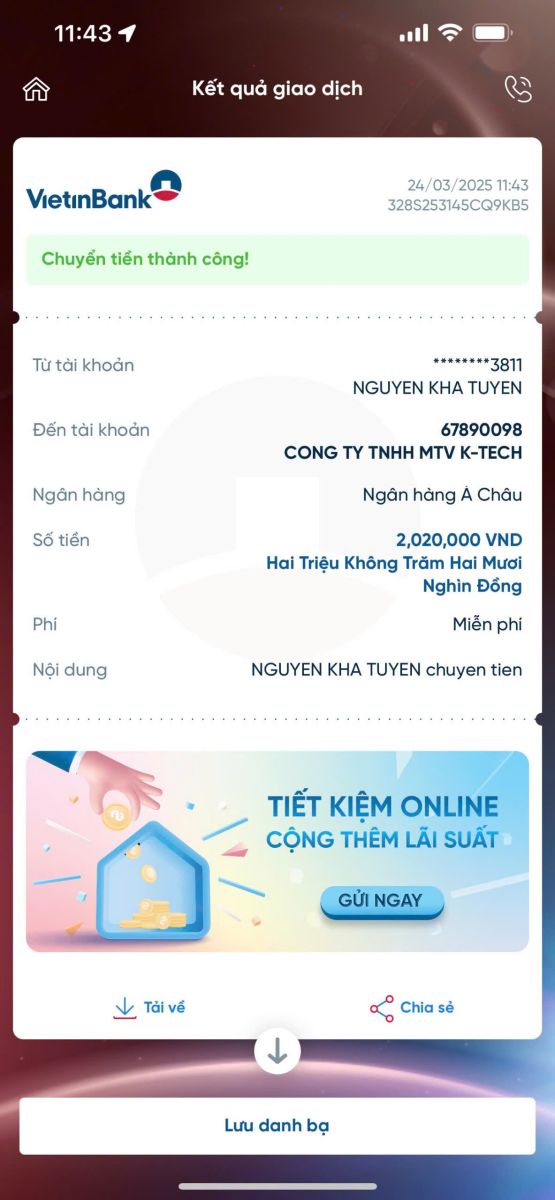 11:43
Kết quả giao dịch
VietinBank
24/03/2025 11:43
328S253145CQ9KB5
Chuyển tiền thành công!
Từ tài khoản
********3811
NGUYEN KHA TUYEN
Đến tài khoản
67890098
CONG TY TNHH MTV K-TECH
Ngân hàng
Ngân hàng Á Châu
Số tiền
2,020,000 VND
Hai Triệu Không Trăm Hai Mươi
Nghìn Đồng
Phí
Miễn phí
Nội dung
NGUYEN KHA TUYEN chuyen tien
TIẾT KIỆM ONLINE
CỘNG THÊM LÃI SUẤT
GỬI NGAY
Tải về
Chia sẻ
Lưu danh bạ